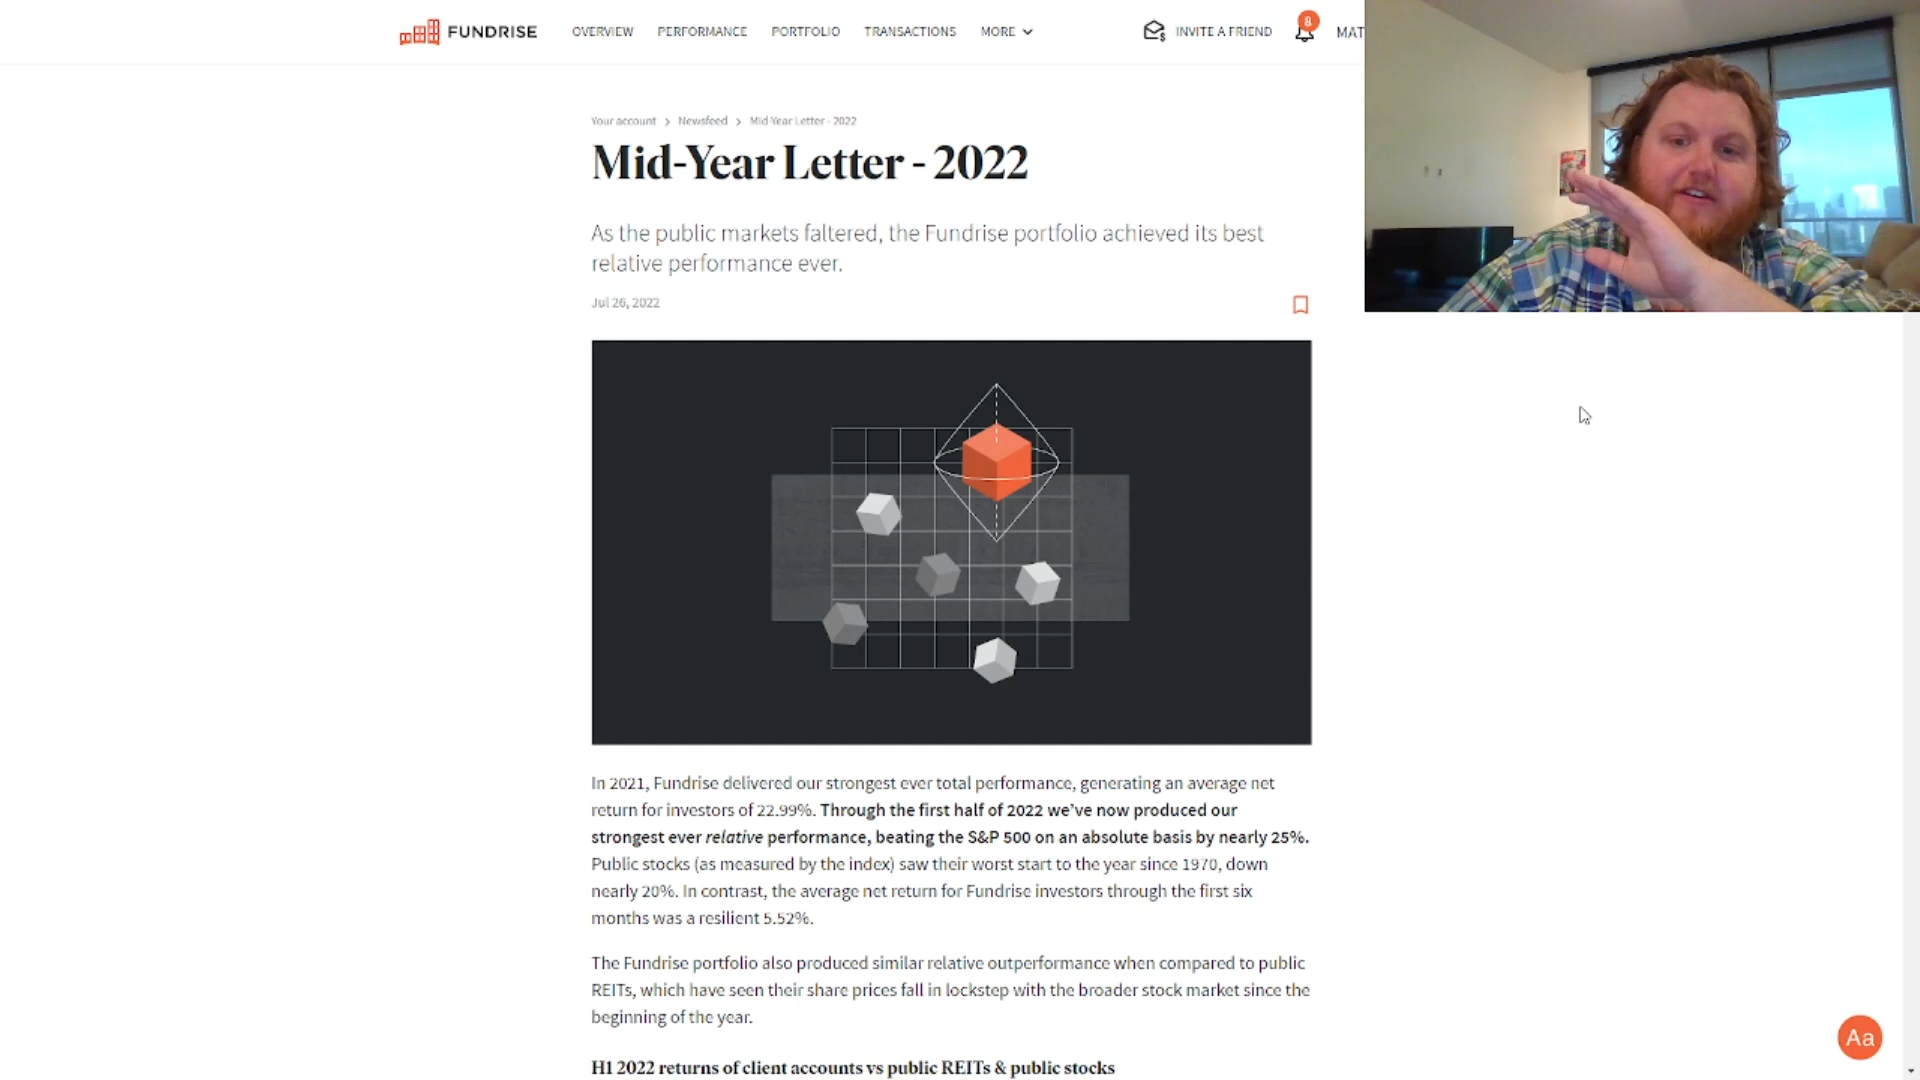 FUNDRISE OVERVIEW PERFORMANCE PORTFOLIO TRANSACTIONS MORE INVITE A FRIEND 8 MAT
Your account > Newsfeed > Mid-Year Letter - 2022
Mid-Year Letter - 2022
As the public markets faltered, the Fundrise portfolio achieved its best
relative performance ever.
Jul 26, 2022
In 2021, Fundrise delivered our strongest ever total performance, generating an average net
return for investors of 22.99%. Through the first half of 2022 we've now produced our
strongest ever relative performance, beating the S&P 500 on an absolute basis by nearly 25%.
Public stocks (as measured by the index) saw their worst start to the year since 1970, down
nearly 20%. In contrast, the average net return for Fundrise investors through the first six
months was a resilient 5.52%.
The Fundrise portfolio also produced similar relative outperformance when compared to public
REITs, which have seen their share prices fall in lockstep with the broader stock market since the
beginning of the year.
H1 2022 returns of client accounts vs public REITs & public stocks
Aa